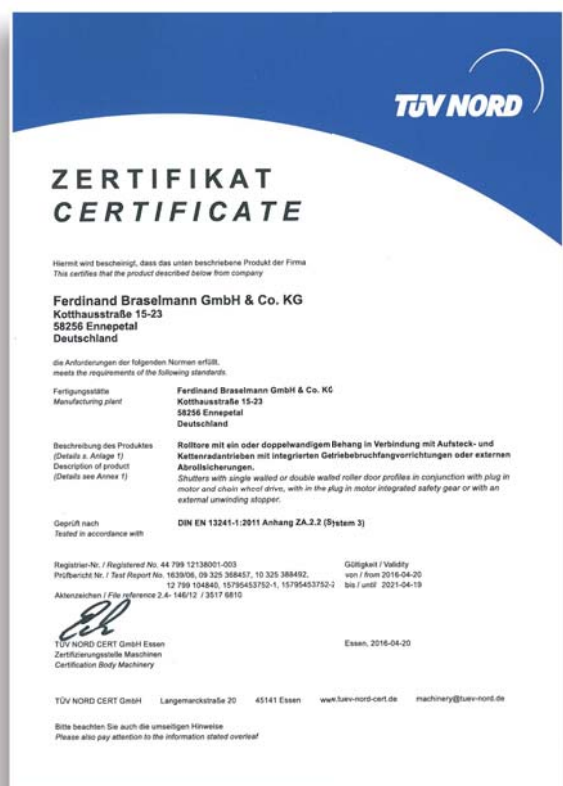 TÜV NORD
ZERTIFIKAT
CERTIFICATE
Hiermit wird bescheinigt, dass das unten beschriebene Produkt der Firma
This certifies that the product described below from company
Ferdinand Braselmann GmbH & Co. KG
Kotthausstraße 15-23
58256 Ennepetal
Deutschland
die Anforderungen der folgenden Normen erfüllt.
meets the requirements of the following standards.
Fertigungsstätte Ferdinand Braselmann GmbH & Co. KG
Manufacturing plant Kotthausstraße 15-23
58256 Ennepetal
Deutschland
Beschreibung des Produktes Rolltore mit ein oder doppelwandigem Behang in Verbindung mit Aufsteck- und
(Details s. Anlage 1) Kettenradantrieben mit integrierten Getriebebruchfangvorrichtungen oder externen
Description of product Abrollsicherungen.
(Details see Annex 1) Shutters with single walled or double walled roller door profiles in conjunction with plug in
motor and chain wheel drive, with in the plug in motor integrated safety gear or with an
external unwinding stopper.
Geprüft nach DIN EN 13241-1:2011 Anhang ZA.2.2 (System 3)
Tested in accordance with
Registrier-Nr. / Registered No. 44 799 12138001-003 Gültigkeit / Validity
Prüfbericht Nr. / Test Report No. 1639/06, 09 325 368457, 10 325 388492, von / from 2016-04-20
12 799 104840, 15795453752-1, 15795453752-2 bis / until 2021-04-19
Aktenzeichen / File reference 2.4- 146/12 / 3517 6810
TÜV NORD CERT GmbH Essen Essen, 2016-04-20
Zertifizierungsstelle Maschinen
Certification Body Machinery
TÜV NORD CERT GmbH Langemarckstraße 20 45141 Essen www.tuev-nord-cert.de machinery@tuev-nord.de
Bitte beachten Sie auch die umseitigen Hinweise
Please also pay attention to the information stated overleaf